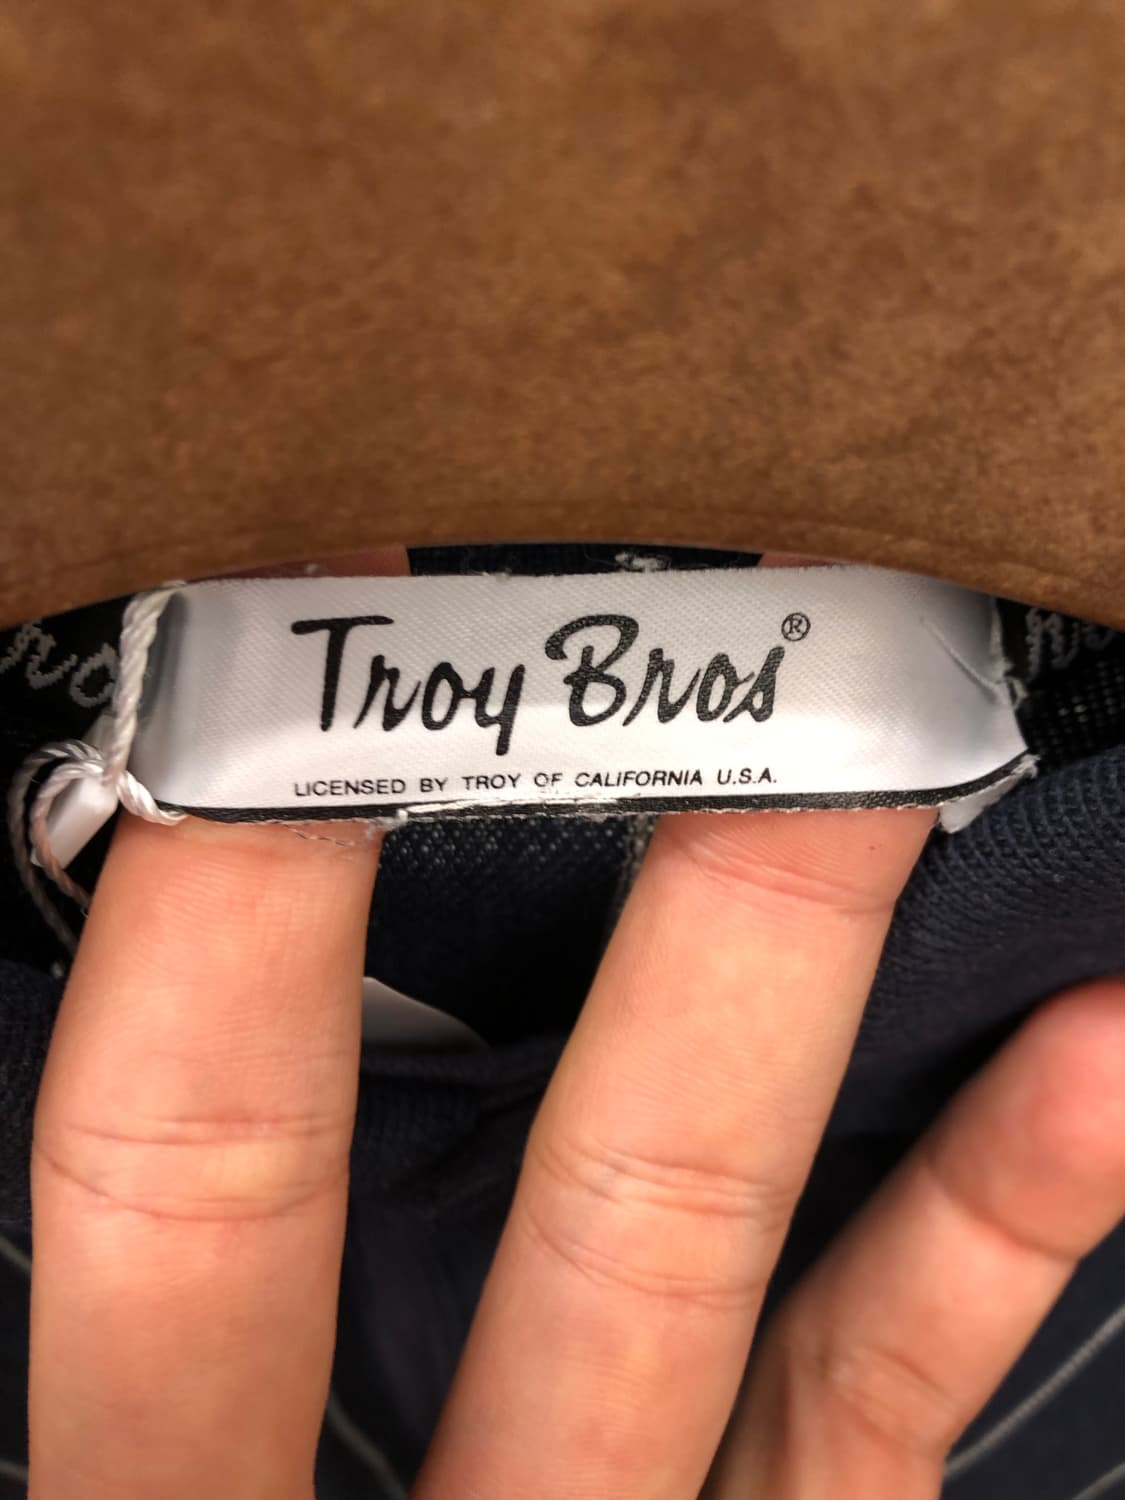 Troy Bros®
LICENSED BY TROY OF CALIFORNIA U.S.A.